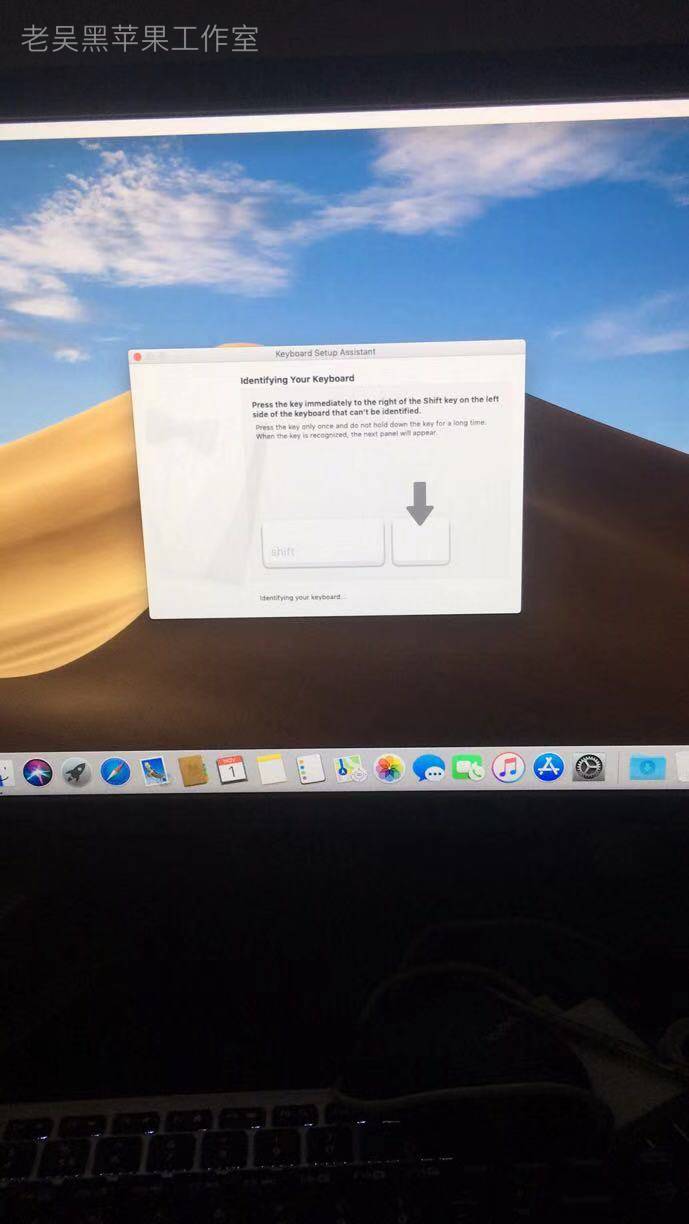 老吴黑苹果工作室
Keyboard Setup Assistant
Identifying Your Keyboard
Press the key immediately to the right of the Shift key on the left
side of the keyboard that can't be identified.
Press the key only once and do not hold down the key for a long time.
When the key is recognized, the next panel will appear.
shift
Identifying your keyboard...
NOV
1